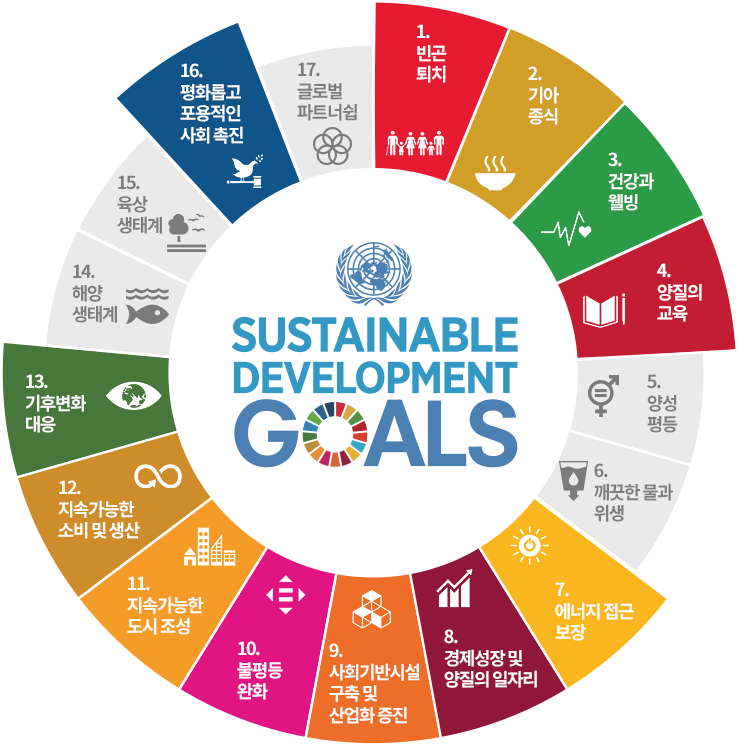 1.
빈곤
퇴치
2.
기아
종식
3.
건강과
웰빙
4.
양질의
교육
5.
양성
평등
6.
깨끗한 물과
위생
7.
에너지 접근
보장
8.
경제성장 및
양질의 일자리
9.
사회기반시설
구축 및
산업화 증진
10.
불평등
완화
11.
지속가능한
도시 조성
12.
지속가능한
소비 및 생산
13.
기후변화
대응
14.
해양
생태계
15.
육상
생태계
16.
평화롭고
포용적인
사회 촉진
17.
글로벌
파트너쉽
SUSTAINABLE
DEVELOPMENT
GOALS